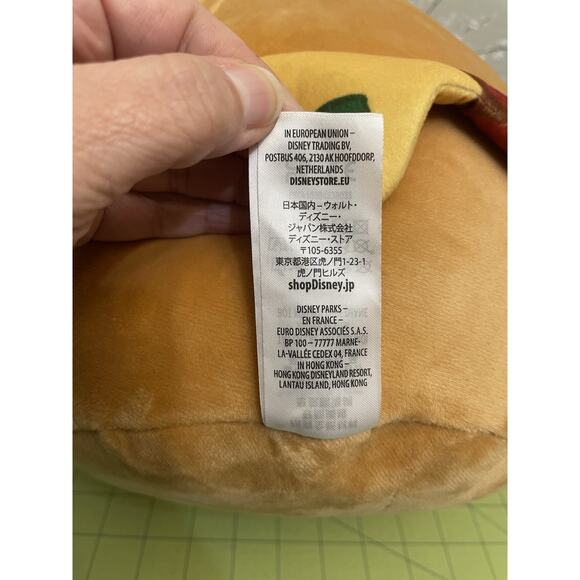 IN EUROPEAN UNION –
DISNEY TRADING BV,
POSTBUS 406, 2130 AK HOOFDDORP,
NETHERLANDS
DISNEYSTORE.EU
日本国内－ウォルト・
ディズニー・
ジャパン株式会社
ディズニー・ストア
〒105-6355
東京都港区虎ノ門1-23-1
虎ノ門ヒルズ
shopDisney.jp
DISNEY PARKS –
EN FRANCE –
EURO DISNEY ASSOCIÉS S.A.S.
BP 100 – 77777 MARNE-
LA-VALLÉE CEDEX 04, FRANCE
IN HONG KONG –
HONG KONG DISNEYLAND RESORT,
LANTAU ISLAND, HONG KONG